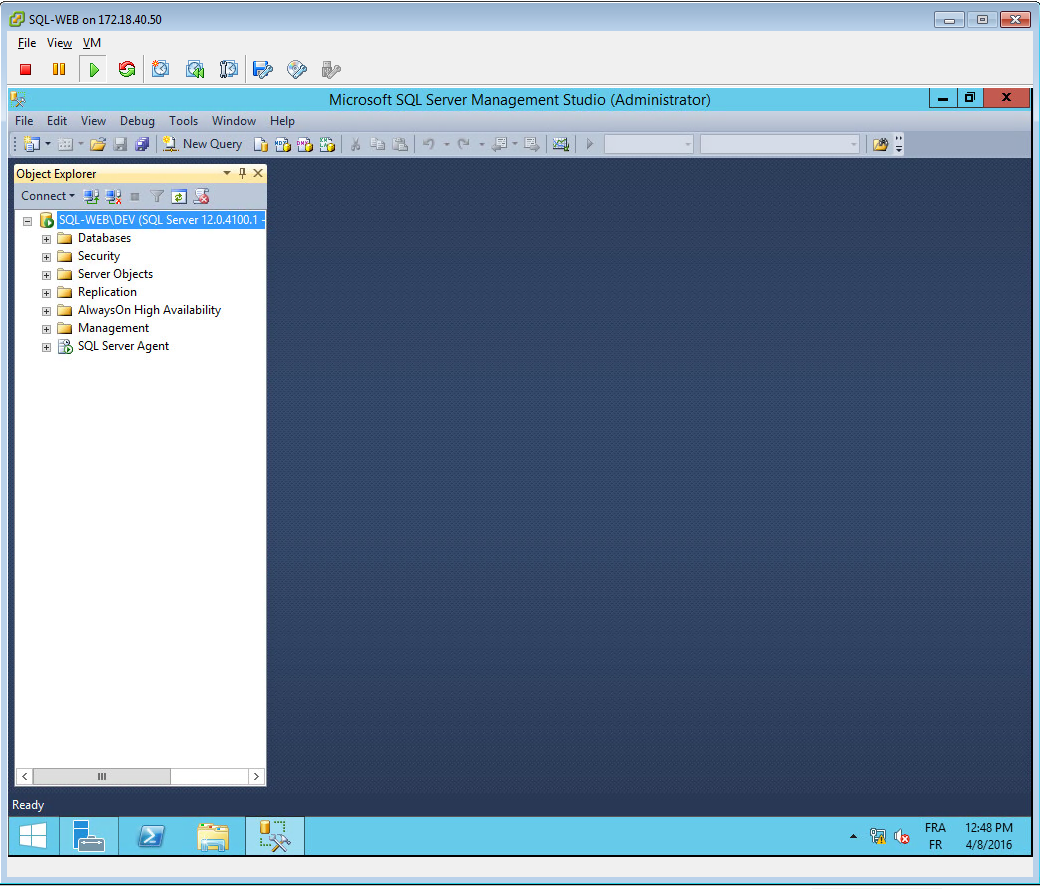 SQL-WEB on 172.18.40.50
File View VM
Microsoft SQL Server Management Studio (Administrator)
File Edit View Debug Tools Window Help
New Query
Object Explorer
Connect
SQL-WEB\DEV (SQL Server 12.0.4100.1 -
Databases
Security
Server Objects
Replication
AlwaysOn High Availability
Management
SQL Server Agent
Ready
FRA 12:48 PM
FR 4/8/2016